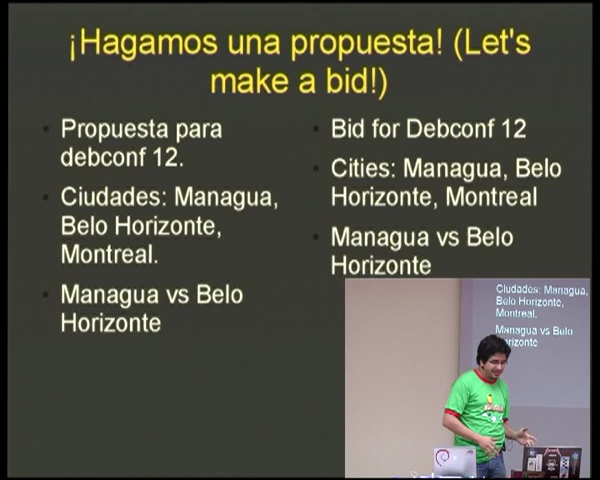 ¡Hagamos una propuesta! (Let's
make a bid!)
Propuesta para
debconf 12.
Ciudades: Managua,
Belo Horizonte,
Montreal.
Managua vs Belo
Horizonte
Bid for Debconf 12
Cities: Managua, Belo
Horizonte, Montreal
Managua vs Belo
Horizonte
Ciudades: Managua,
Belo Horizonte,
Montreal.
Managua vs Belo
Horizonte